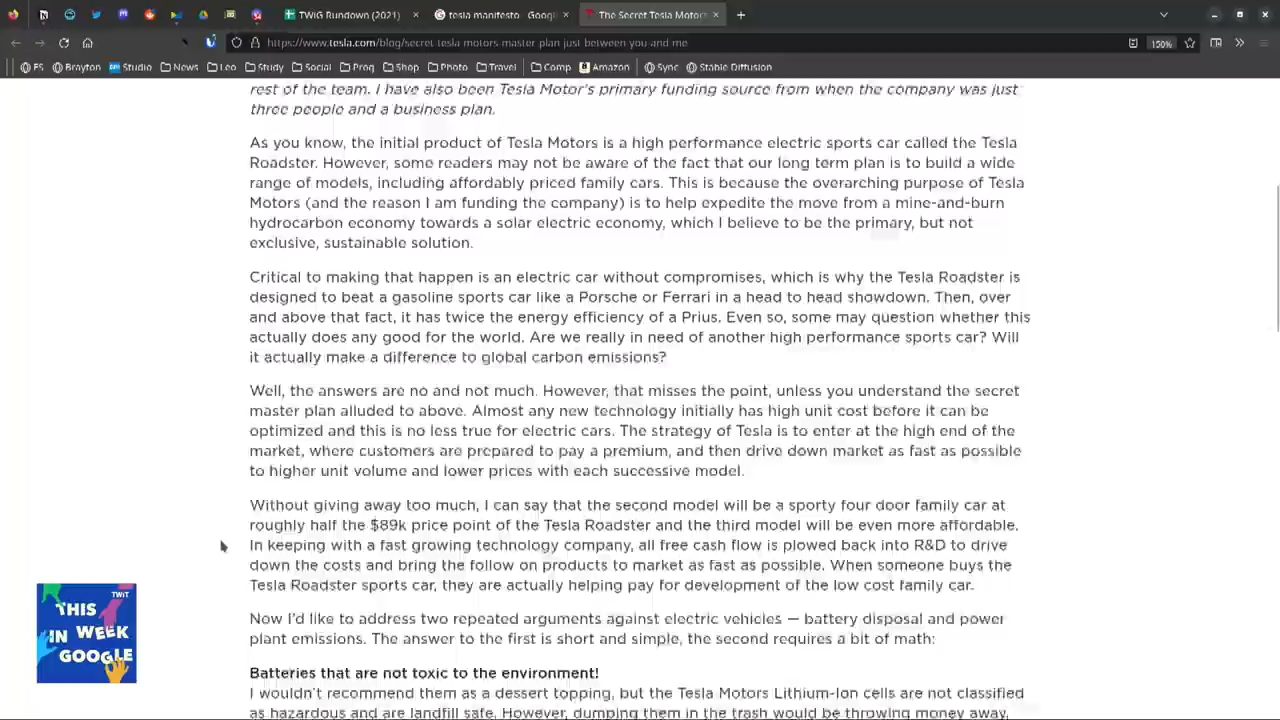 TWiG Rundown (2021)
tesla manifesto - Googl
The Secret Tesla Motor
https://www.tesla.com/blog/secret-tesla-motors-master-plan-just-between-you-and-me
150%
FS Brayton Studio News Leo Study Social Prog Shop Photo Travel Comp Amazon Sync Stable Diffusion
rest of the team. I have also been Tesla Motor's primary funding source from when the company was just
three people and a business plan.
As you know, the initial product of Tesla Motors is a high performance electric sports car called the Tesla
Roadster. However, some readers may not be aware of the fact that our long term plan is to build a wide
range of models, including affordably priced family cars. This is because the overarching purpose of Tesla
Motors (and the reason I am funding the company) is to help expedite the move from a mine-and-burn
hydrocarbon economy towards a solar electric economy, which I believe to be the primary, but not
exclusive, sustainable solution.
Critical to making that happen is an electric car without compromises, which is why the Tesla Roadster is
designed to beat a gasoline sports car like a Porsche or Ferrari in a head to head showdown. Then, over
and above that fact, it has twice the energy efficiency of a Prius. Even so, some may question whether this
actually does any good for the world. Are we really in need of another high performance sports car? Will
it actually make a difference to global carbon emissions?
Well, the answers are no and not much. However, that misses the point, unless you understand the secret
master plan alluded to above. Almost any new technology initially has high unit cost before it can be
optimized and this is no less true for electric cars. The strategy of Tesla is to enter at the high end of the
market, where customers are prepared to pay a premium, and then drive down market as fast as possible
to higher unit volume and lower prices with each successive model.
Without giving away too much, I can say that the second model will be a sporty four door family car at
roughly half the $89k price point of the Tesla Roadster and the third model will be even more affordable.
In keeping with a fast growing technology company, all free cash flow is plowed back into R&D to drive
down the costs and bring the follow on products to market as fast as possible. When someone buys the
Tesla Roadster sports car, they are actually helping pay for development of the low cost family car.
Now I'd like to address two repeated arguments against electric vehicles — battery disposal and power
plant emissions. The answer to the first is short and simple, the second requires a bit of math:
Batteries that are not toxic to the environment!
I wouldn't recommend them as a dessert topping, but the Tesla Motors Lithium-Ion cells are not classified
as hazardous and are landfill safe. However, dumping them in the trash would be throwing money away,
TWiT
THIS
IN WEEK
GOOGLE